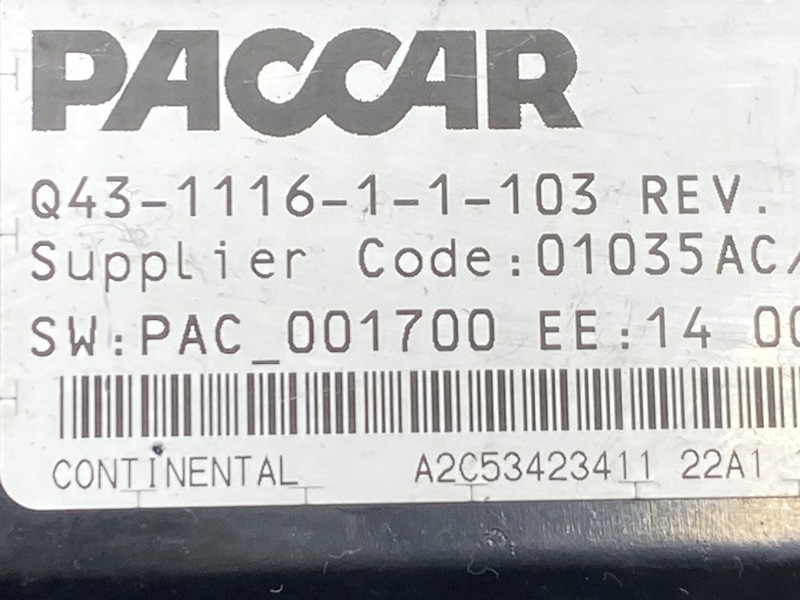 PACCAR
Q43-1116-1-1-103 REV.
Supplier Code:01035AC
SW:PAC_001700 EE:14
CONTINENTAL A2C53423411 22A1